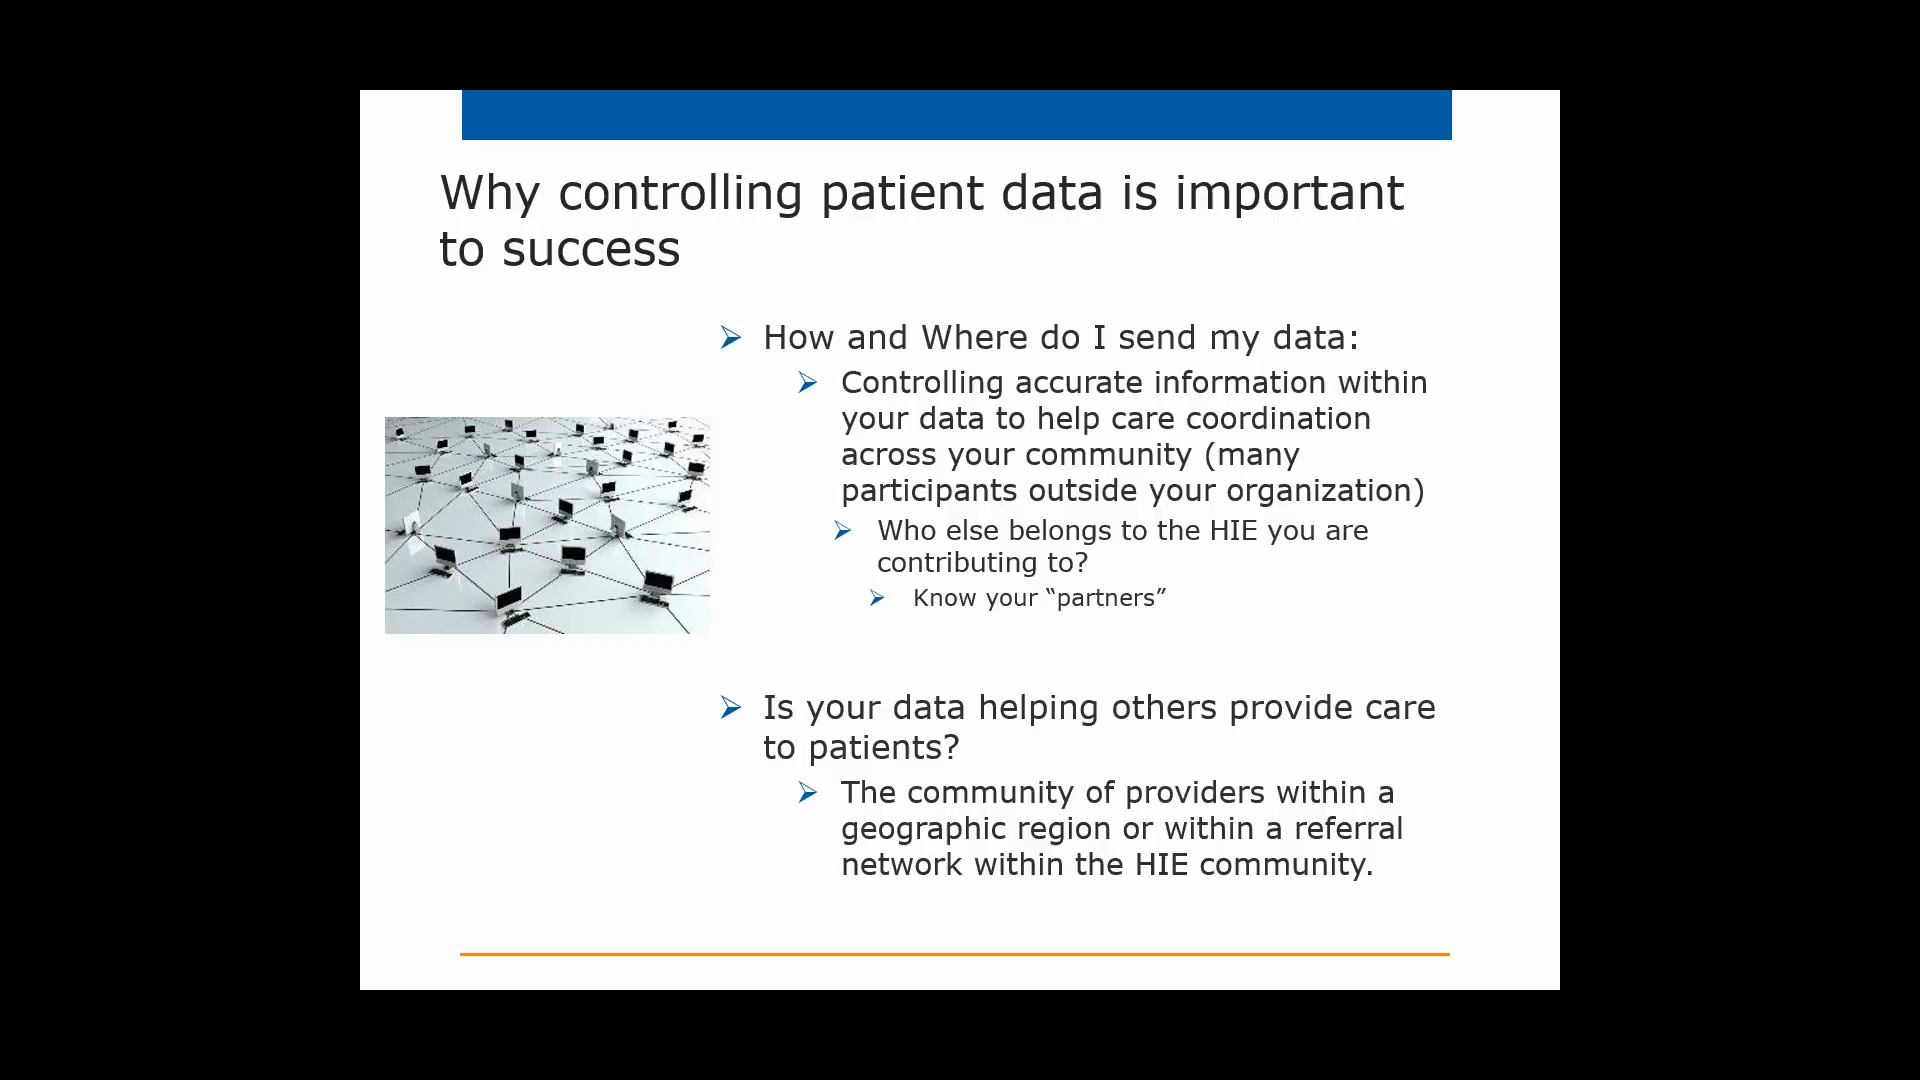 Why controlling patient data is important
to success
How and Where do I send my data:
Controlling accurate information within
your data to help care coordination
across your community (many
participants outside your organization)
Who else belongs to the HIE you are
contributing to?
Know your “partners”
Is your data helping others provide care
to patients?
The community of providers within a
geographic region or within a referral
network within the HIE community.